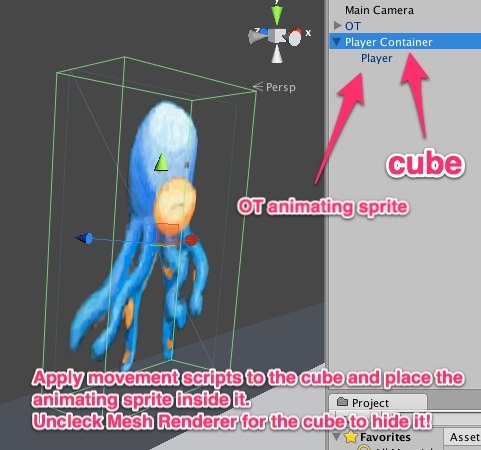 Main Camera
OT
Player Container
Player
y
z
x
Persp
cube
OT animating sprite
Apply movement scripts to the cube and place the
animating sprite inside it.
Uncleck Mesh Renderer for the cube to hide it!
Project
Create
Favorites
Asset